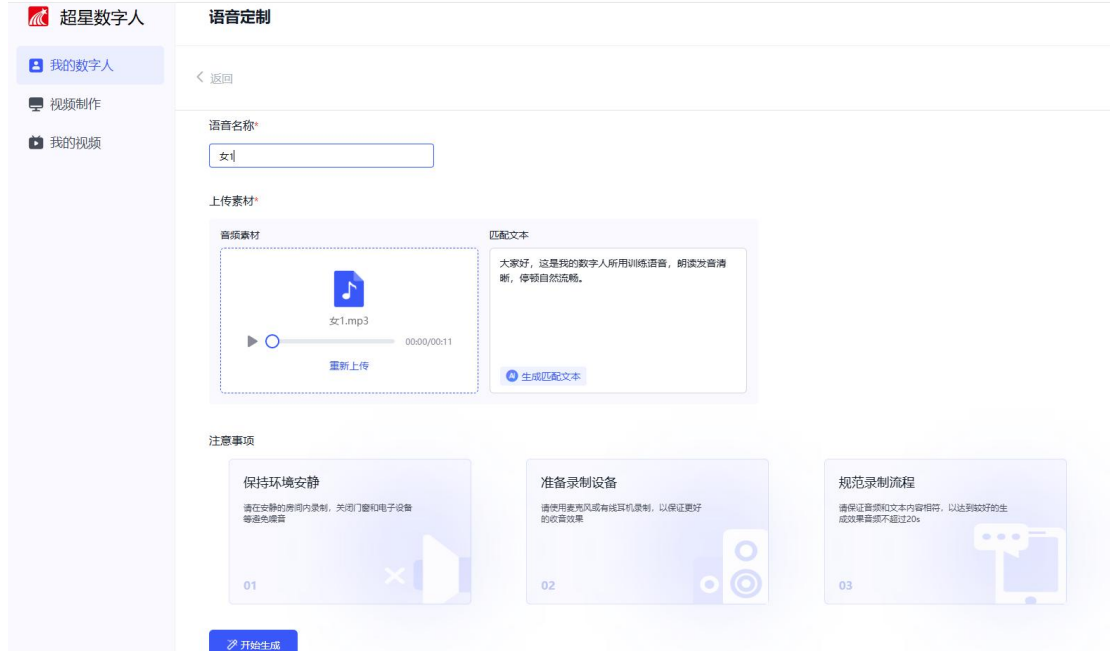 超星数字人
语音定制
我的数字人
返回
视频制作
我的视频
语音名称*
女1
上传素材*
音频素材
匹配文本
女1.mp3
00:00/00:11
重新上传
大家好，这是我的数字人所用训练语音，朗读发音清
晰，停顿自然流畅。
AI 生成匹配文本
注意事项
保持环境安静
请在安静的房间内录制，关闭门窗和电子设备
等避免噪音
01
准备录制设备
请使用麦克风或有线耳机录制，以保证更好
的收音效果
02
规范录制流程
请保证音频和文本内容相符，以达到较好的生
成效果音频不超过20s
03
开始生成